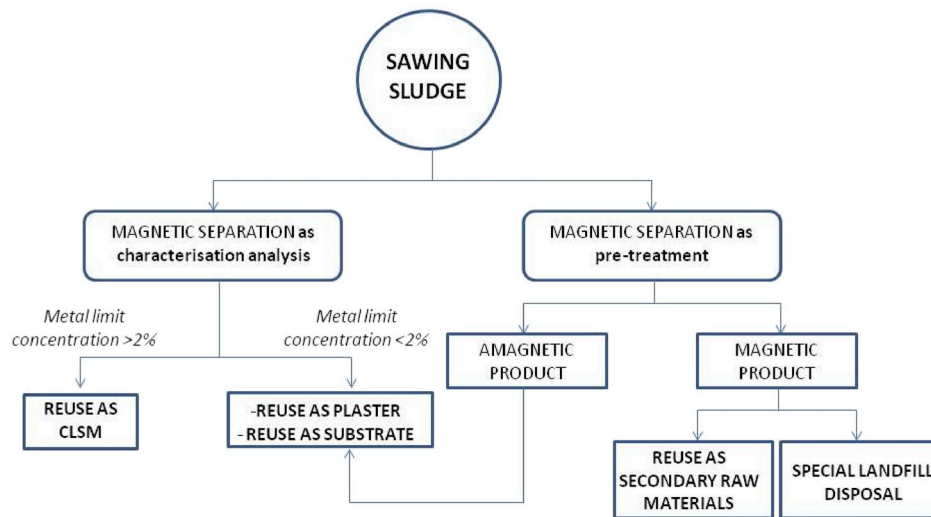 SAWING
SLUDGE
MAGNETIC SEPARATION as
characterisation analysis
MAGNETIC SEPARATION as
pre-treatment
Metal limit
concentration >2%
Metal limit
concentration <2%
AMAGNETIC
PRODUCT
MAGNETIC
PRODUCT
REUSE AS
CLSM
-REUSE AS PLASTER
- REUSE AS SUBSTRATE
REUSE AS
SECONDARY RAW
MATERIALS
SPECIAL LANDFILL
DISPOSAL